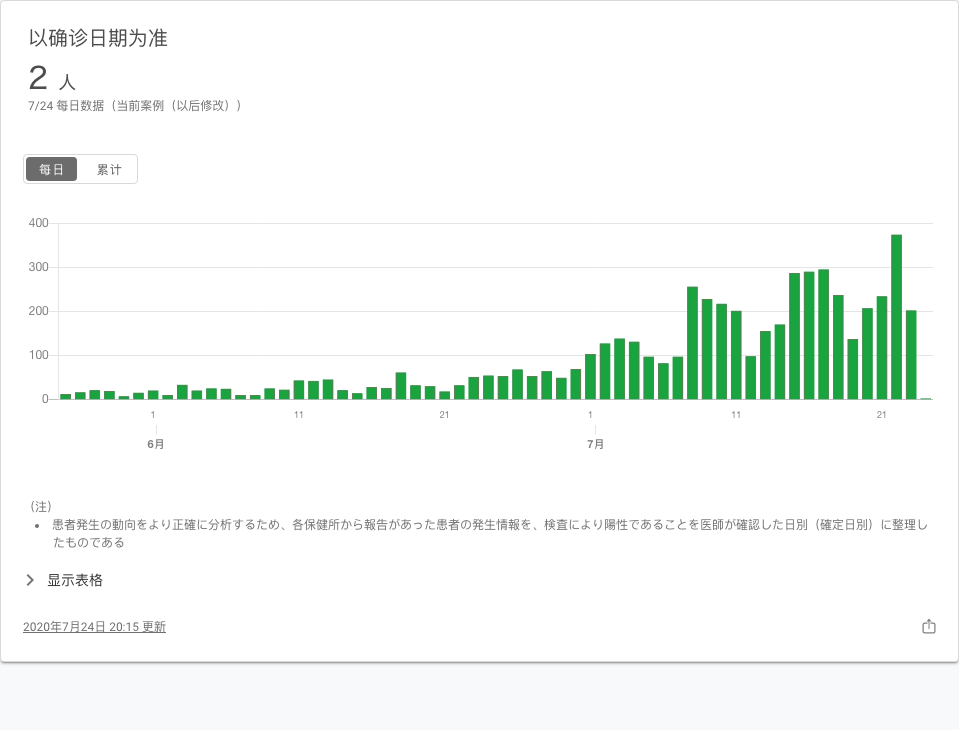 以确诊日期为准
2 人
7/24 每日数据（当前案例（以后修改））
每日 累计
400
300
200
100
0
1 11 21 1 11 21
6月 7月
（注）
• 患者発生の動向をより正確に分析するため、各保健所から報告があった患者の発生情報を、検査により陽性であることを医師が確認した日別（確定日別）に整理し
たものである
显示表格
2020年7月24日 20:15 更新